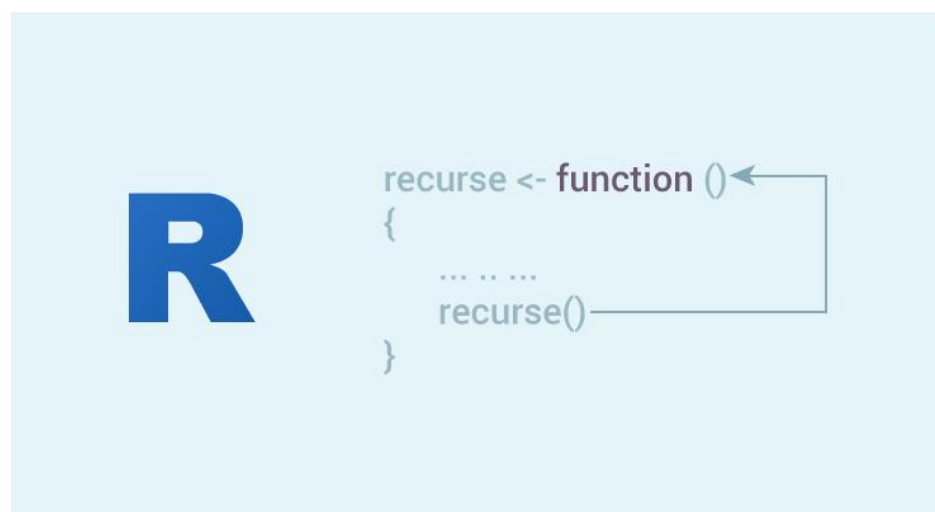 R
recurse <- function ()
{
... .. ...
recurse()
}